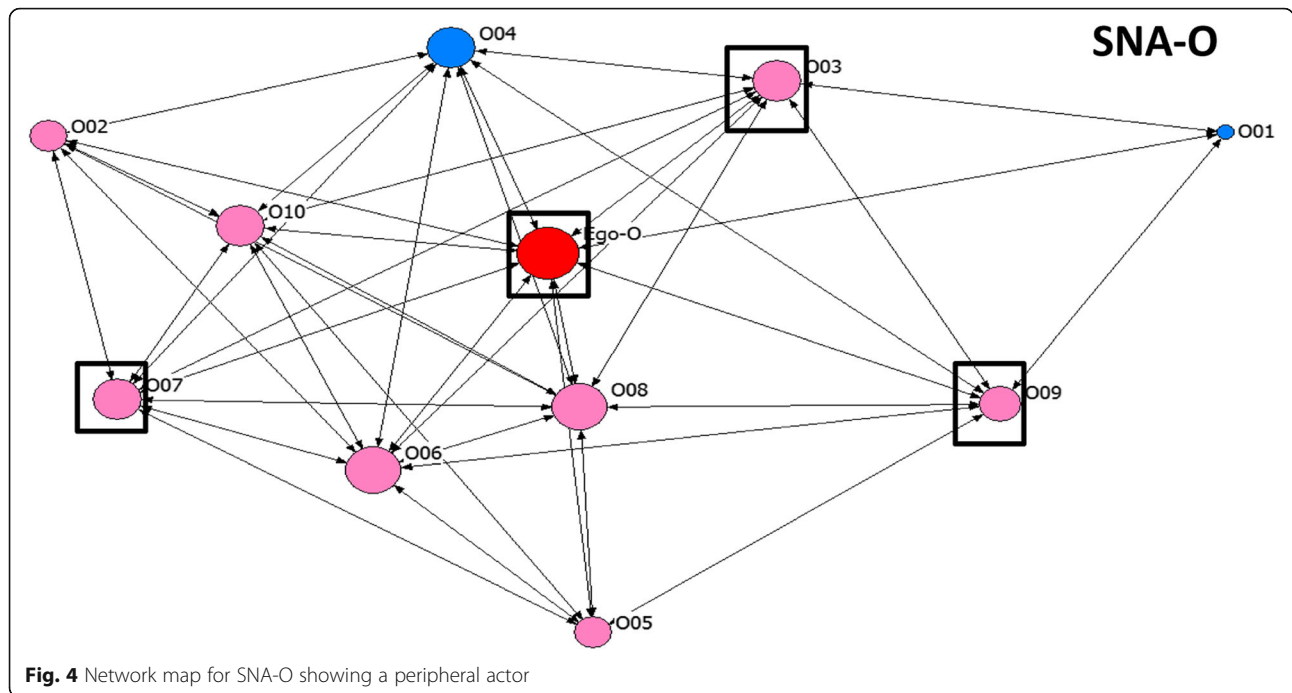 SNA-O
O04
O03
O02
O01
O10
Ego-O
O07
O08
O09
O06
O05
Fig. 4 Network map for SNA-O showing a peripheral actor